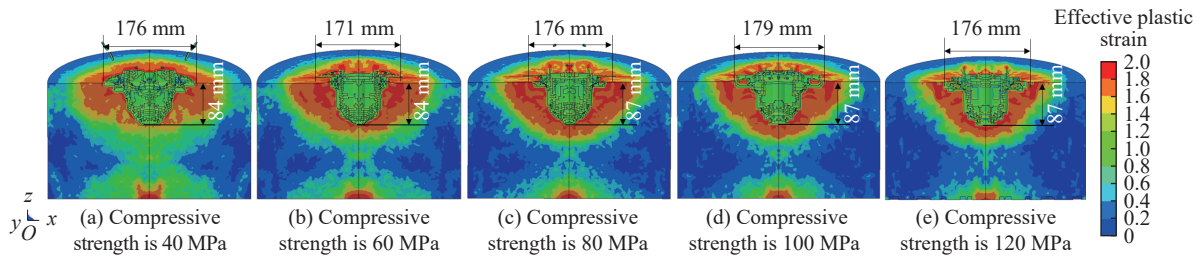 176 mm
171 mm
176 mm
179 mm
176 mm
Effective plastic
strain
84 mm
84 mm
87 mm
87 mm
87 mm
2.0
1.8
1.6
1.4
1.2
1.0
0.8
0.6
0.4
0.2
0
z
y O x
(a) Compressive
strength is 40 MPa
(b) Compressive
strength is 60 MPa
(c) Compressive
strength is 80 MPa
(d) Compressive
strength is 100 MPa
(e) Compressive
strength is 120 MPa